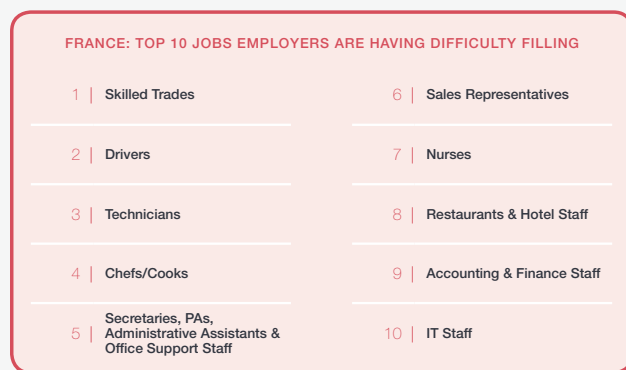 FRANCE: TOP 10 JOBS EMPLOYERS ARE HAVING DIFFICULTY FILLING
1 | Skilled Trades
2 | Drivers
3 | Technicians
4 | Chefs/Cooks
5 | Secretaries, PAs,
Administrative Assistants &
Office Support Staff
6 | Sales Representatives
7 | Nurses
8 | Restaurants & Hotel Staff
9 | Accounting & Finance Staff
10 | IT Staff